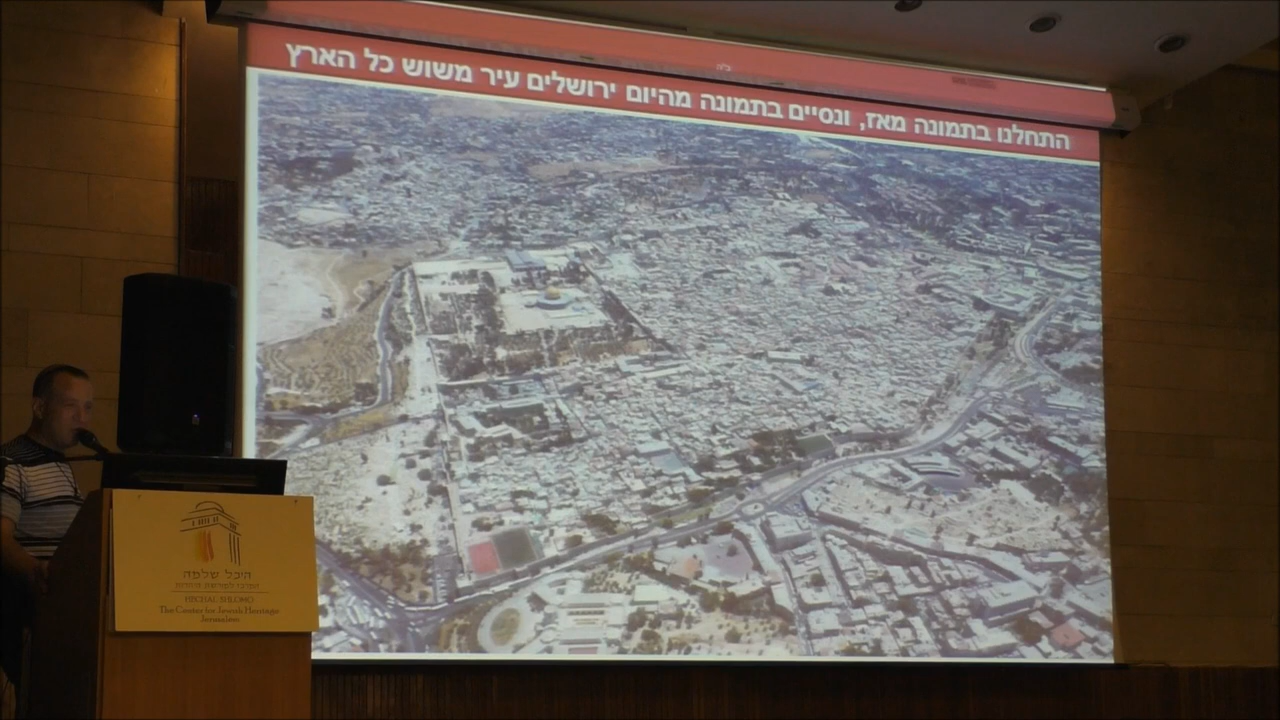 התחלנו בתמונה מאז, ונסיים בתמונה מהיום ירושלים עיר משוש כל הארץ
היכל שלמה
HECHAL SHLOMO
The Center for Jewish Heritage
Jerusalem